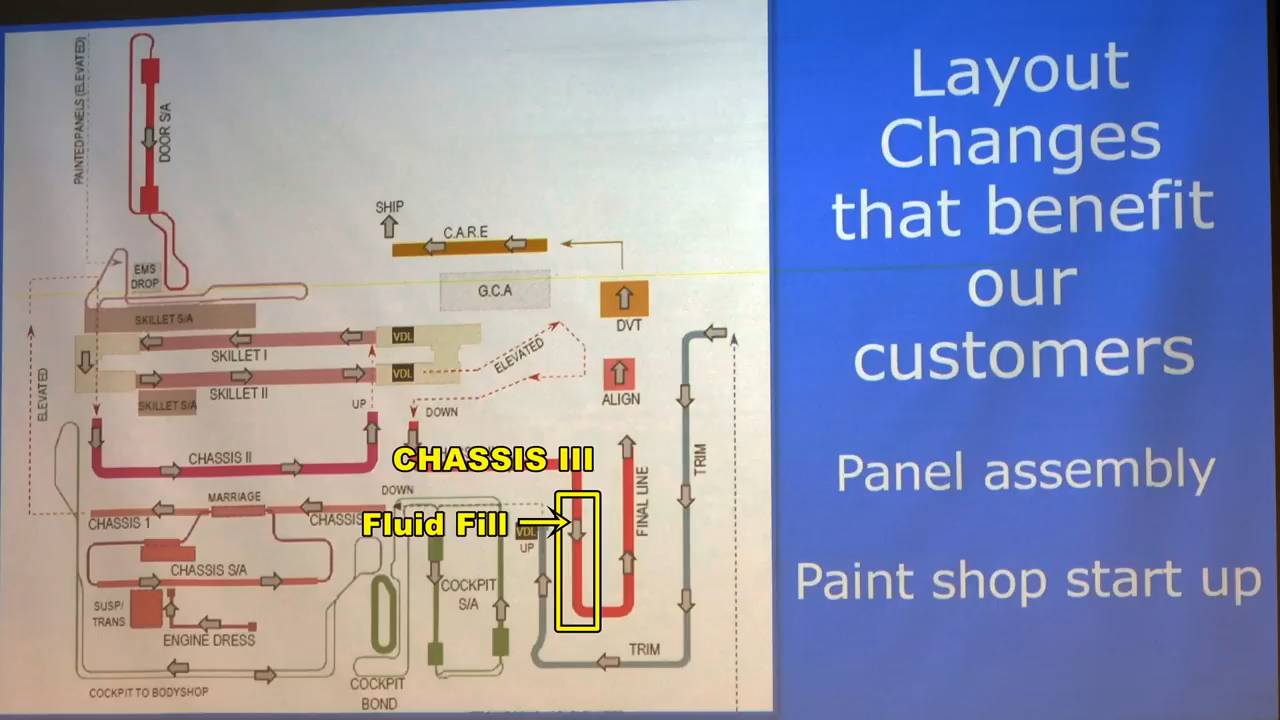 PAINTED PANELS (ELEVATED)
DOOR S/A
SHIP
C.A.R.E
EMS
DROP
G.C.A
SKILLET S/A
DVT
VDL
SKILLET I
ELEVATED
VDL
ELEVATED
SKILLET II
ALIGN
SKILLET S/A
UP
DOWN
CHASSIS II
CHASSIS III
TRIM
FINAL LINE
MARRIAGE
DOWN
CHASSIS 1
CHASSIS
Fluid Fill
VDL
UP
CHASSIS S/A
COCKPIT
S/A
SUSP/
TRANS
ENGINE DRESS
TRIM
COCKPIT TO BODYSHOP
COCKPIT
BOND
Layout
Changes
that benefit
our
customers
Panel assembly
Paint shop start up